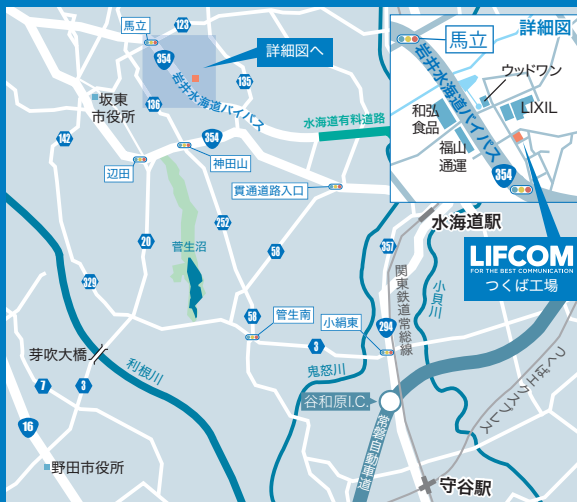 馬立
123
354
詳細図へ
135
136
岩井水海道バイパス
坂東
市役所
142
354
水海道有料道路
辺田
神田山
貫通道路入口
20
252
菅生沼
58
329
水海道駅
357
関東鉄道常総線
小貝川
58
菅生南
小絹東
294
3
芽吹大橋
利根川
鬼怒川
7
3
谷和原I.C.
常磐自動車道
つくばエクスプレス
16
野田市役所
守谷駅
詳細図
馬立
ウッドワン
LIXIL
和弘
食品
福山
通運
岩井水海道バイパス
354
LIFCOM
FOR THE BEST COMMUNICATION
つくば工場